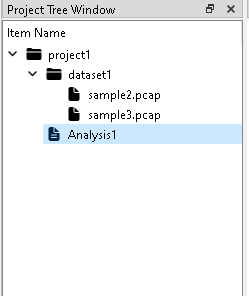 Project Tree Window
Item Name
project1
dataset1
sample2.pcap
sample3.pcap
Analysis1